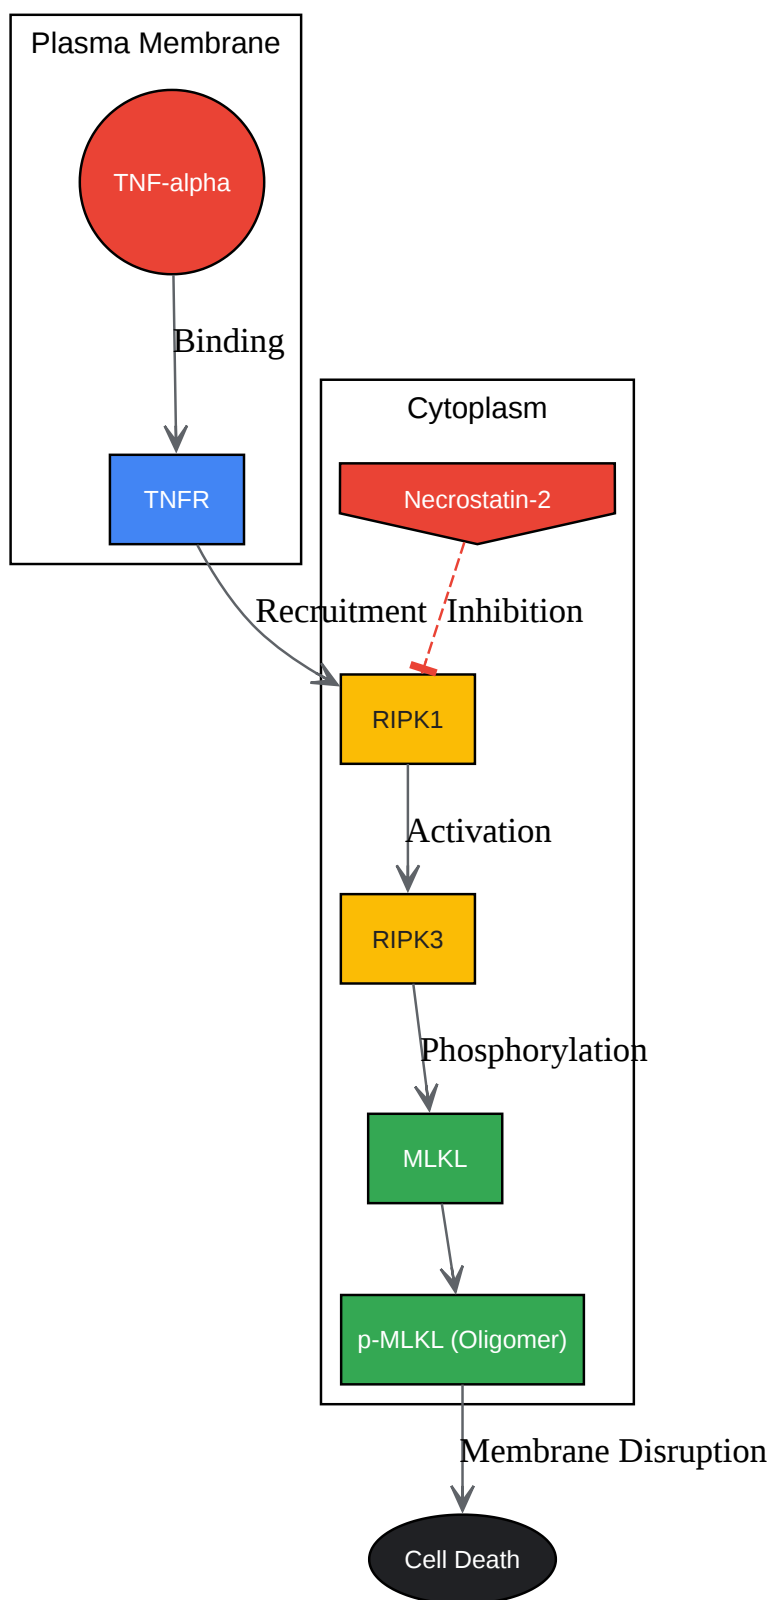 Plasma Membrane
TNF-alpha
Binding
TNFR
Cytoplasm
Necrostatin-2
Recruitment
Inhibition
RIPK1
Activation
RIPK3
Phosphorylation
MLKL
p-MLKL (Oligomer)
Membrane Disruption
Cell Death